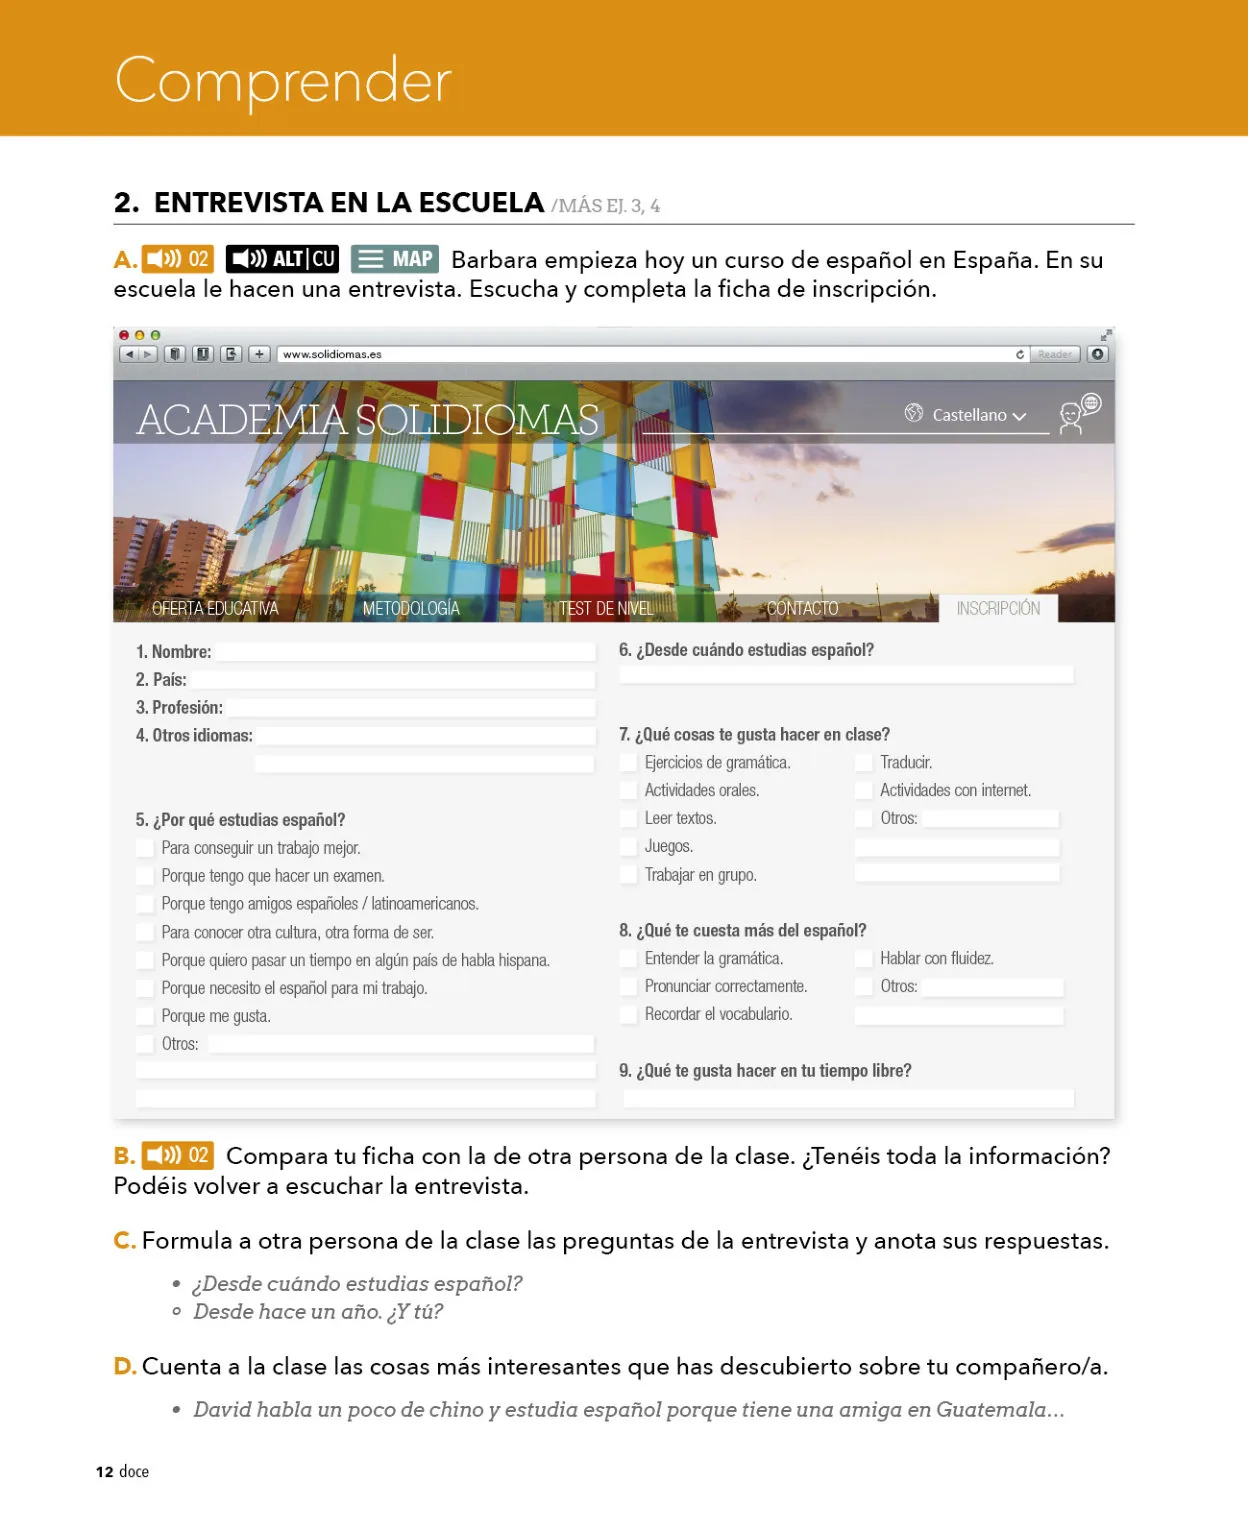 Comprender
2. ENTREVISTA EN LA ESCUELA /MÁS EJ. 3, 4
A. 02 ALT|CU MAP Barbara empieza hoy un curso de español en España. En su
escuela le hacen una entrevista. Escucha y completa la ficha de inscripción.
www.solidiomas.es
Reader
ACADEMIA SOLIDIOMAS
Castellano
OFERTA EDUCATIVA METODOLOGÍA TEST DE NIVEL CONTACTO INSCRIPCIÓN
1. Nombre:
2. País:
3. Profesión:
4. Otros idiomas:
5. ¿Por qué estudias español?
Para conseguir un trabajo mejor.
Porque tengo que hacer un examen.
Porque tengo amigos españoles / latinoamericanos.
Para conocer otra cultura, otra forma de ser.
Porque quiero pasar un tiempo en algún país de habla hispana.
Porque necesito el español para mi trabajo.
Porque me gusta.
Otros:
6. ¿Desde cuándo estudias español?
7. ¿Qué cosas te gusta hacer en clase?
Ejercicios de gramática.
Actividades orales.
Leer textos.
Juegos.
Trabajar en grupo.
Traducir.
Actividades con internet.
Otros:
8. ¿Qué te cuesta más del español?
Entender la gramática.
Pronunciar correctamente.
Recordar el vocabulario.
Hablar con fluidez.
Otros:
9. ¿Qué te gusta hacer en tu tiempo libre?
B. 02 Compara tu ficha con la de otra persona de la clase. ¿Tenéis toda la información?
Podéis volver a escuchar la entrevista.
C. Formula a otra persona de la clase las preguntas de la entrevista y anota sus respuestas.
• ¿Desde cuándo estudias español?
○ Desde hace un año. ¿Y tú?
D. Cuenta a la clase las cosas más interesantes que has descubierto sobre tu compañero/a.
• David habla un poco de chino y estudia español porque tiene una amiga en Guatemala...
12 doce